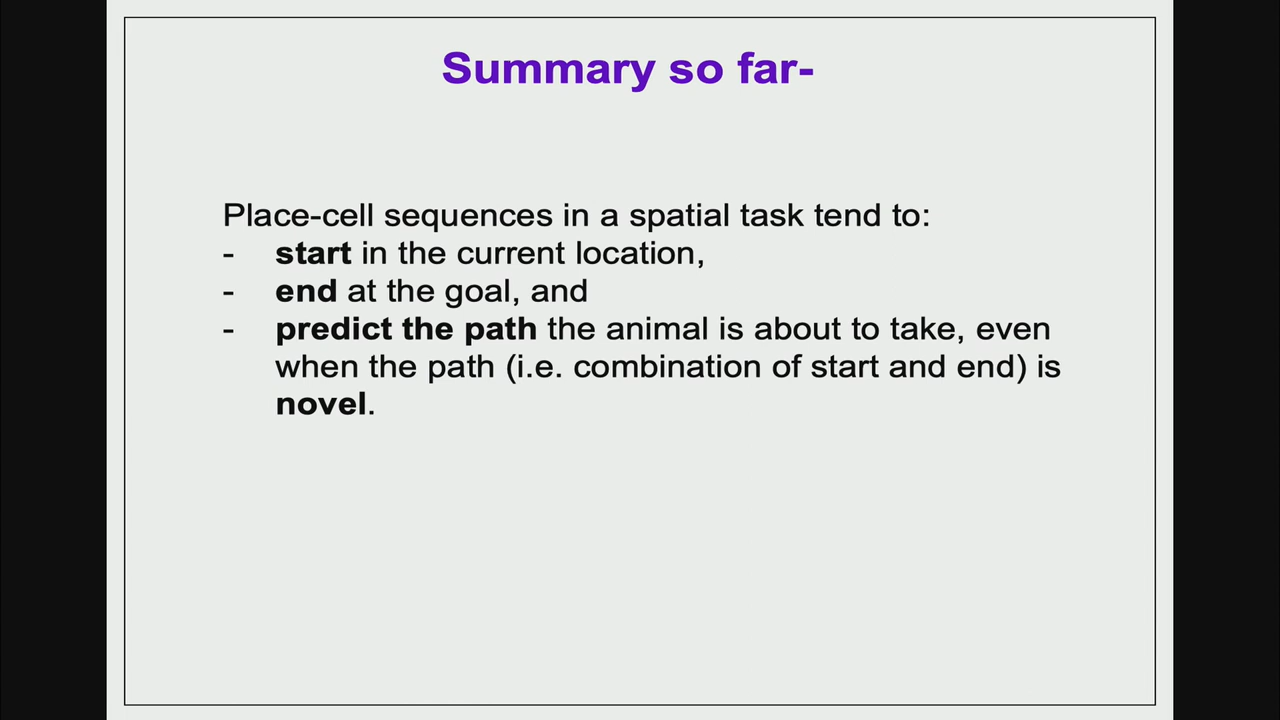 Summary so far-
Place-cell sequences in a spatial task tend to:
- start in the current location,
- end at the goal, and
- predict the path the animal is about to take, even
when the path (i.e. combination of start and end) is
novel.